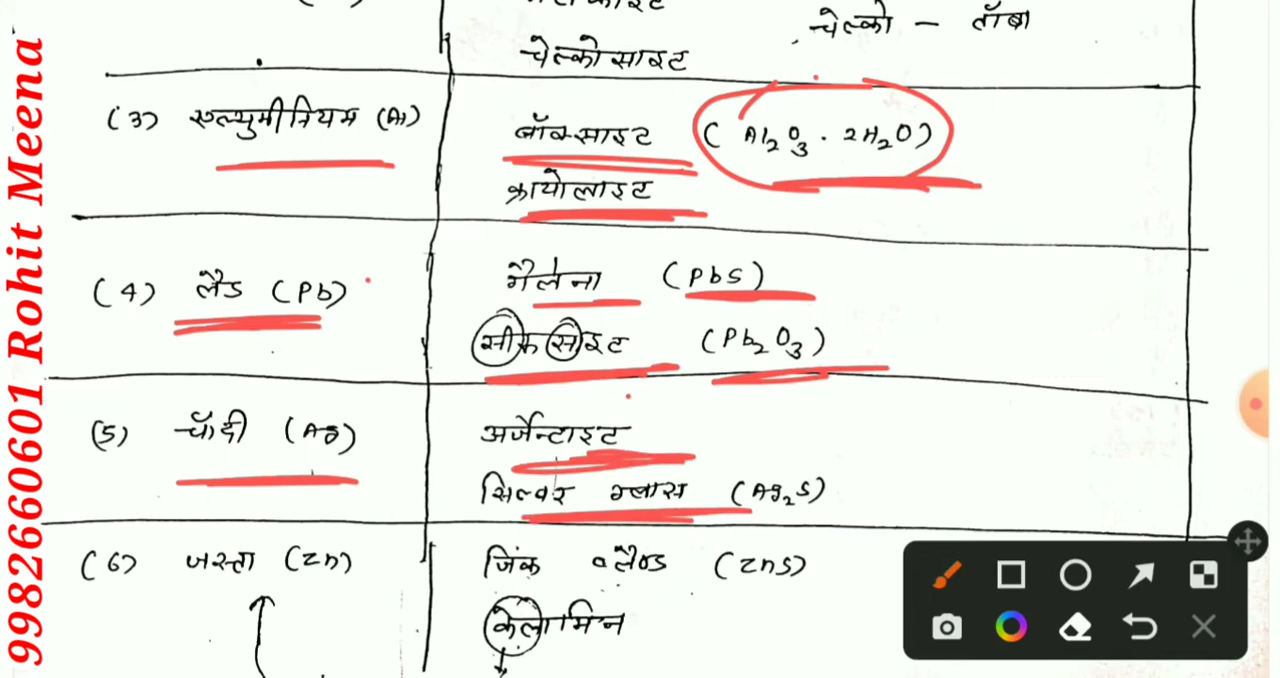 चेल्को - ताँबा
चेल्कोसाइट
(3) एल्युमीनियम (Al)
बॉक्साइट (Al₂O₃ . 2H₂O)
क्रायोलाइट
(4) लैड (Pb)
गैलेना (PbS)
सीरूसाइट (Pb₂O₃)
(5) चाँदी (Ag)
अर्जेन्टाइट
सिल्वर ग्लास (Ag₂S)
(6) जस्ता (Zn)
जिंक ब्लैण्ड (ZnS)
केलामिन
9982660601 Rohit Meena